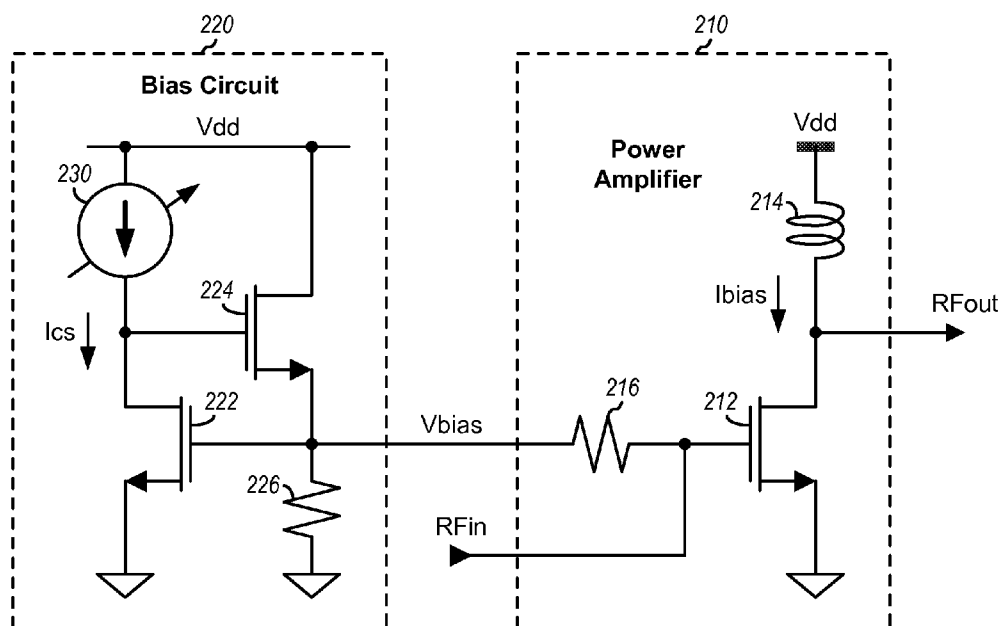 220
210
Bias Circuit
Vdd
230
Ics
224
222
226
Vbias
Power
Amplifier
Vdd
214
Ibias
RFout
216
212
RFin